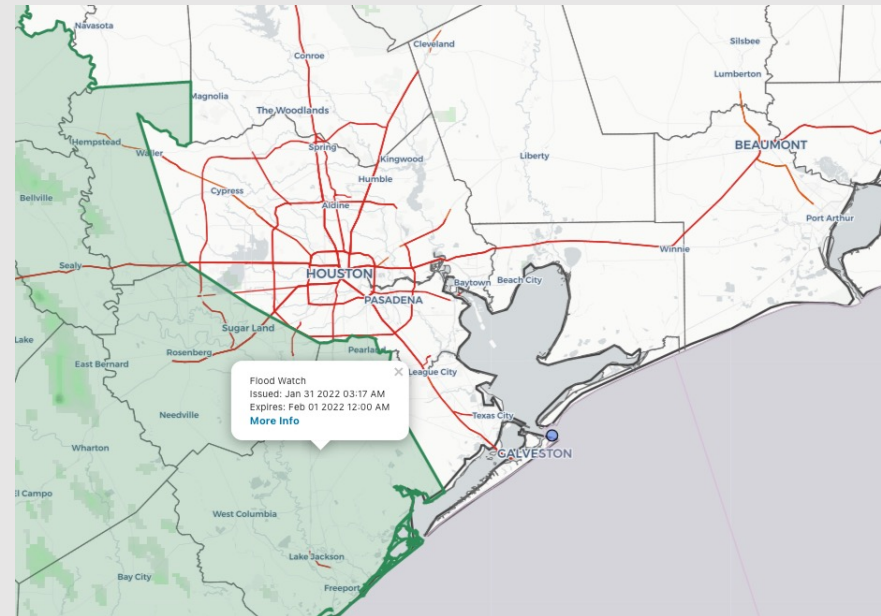 Navasota
Cleveland
Silsbee
Conroe
Lumberton
Magnolia
The Woodlands
Hempstead
Waller
Spring
BEAUMONT
Kingwood
Liberty
Humble
Cypress
Bellville
Aldine
Port Arthur
Winnie
Sealy
HOUSTON
Baytown
Beach City
PASADENA
Sugar Land
Lake
Rosenberg
Pearland
East Bernard
League City
Flood Watch
Issued: Jan 31 2022 03:17 AM
Expires: Feb 01 2022 12:00 AM
More Info
Needville
Texas City
Wharton
GALVESTON
El Campo
West Columbia
Lake Jackson
Bay City
Freeport